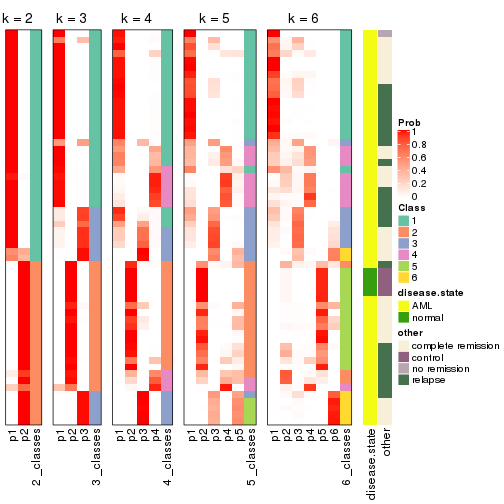 k = 2 k = 3 k = 4 k = 5 k = 6
Prob
1
0.8
0.6
0.4
0.2
0
Class
1
2
3
4
5
6
disease.state
AML
normal
other
complete remission
control
no remission
relapse
p1 p2 2_classes p1 p2 p3 3_classes p1 p2 p3 p4 4_classes p1 p2 p3 p4 p5 5_classes p1 p2 p3 p4 p5 p6 6_classes disease.state other